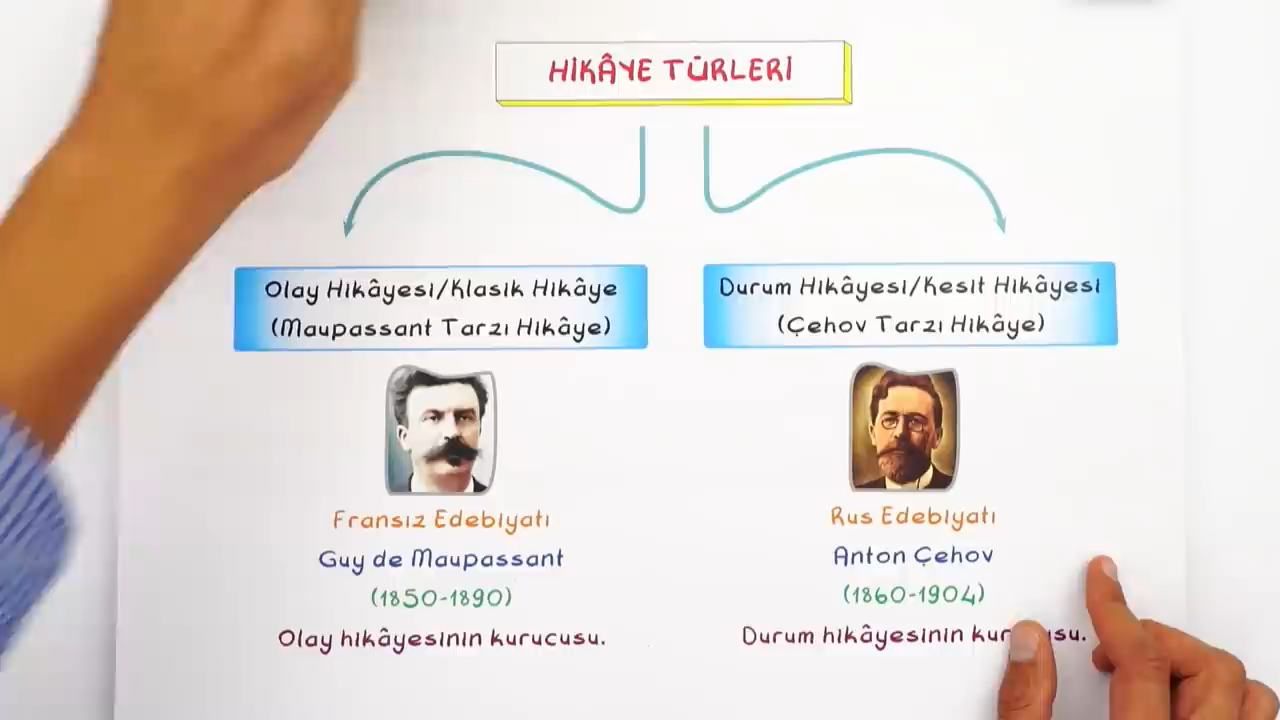 HİKÂYE TÜRLERİ
Olay Hikâyesi/Klasik Hikâye
(Maupassant Tarzı Hikâye)
Durum Hikâyesi/Kesit Hikâyesi
(Çehov Tarzı Hikâye)
Fransız Edebiyatı
Guy de Maupassant
(1850-1890)
Olay hikâyesinin kurucusu.
Rus Edebiyatı
Anton Çehov
(1860-1904)
Durum hikâyesinin